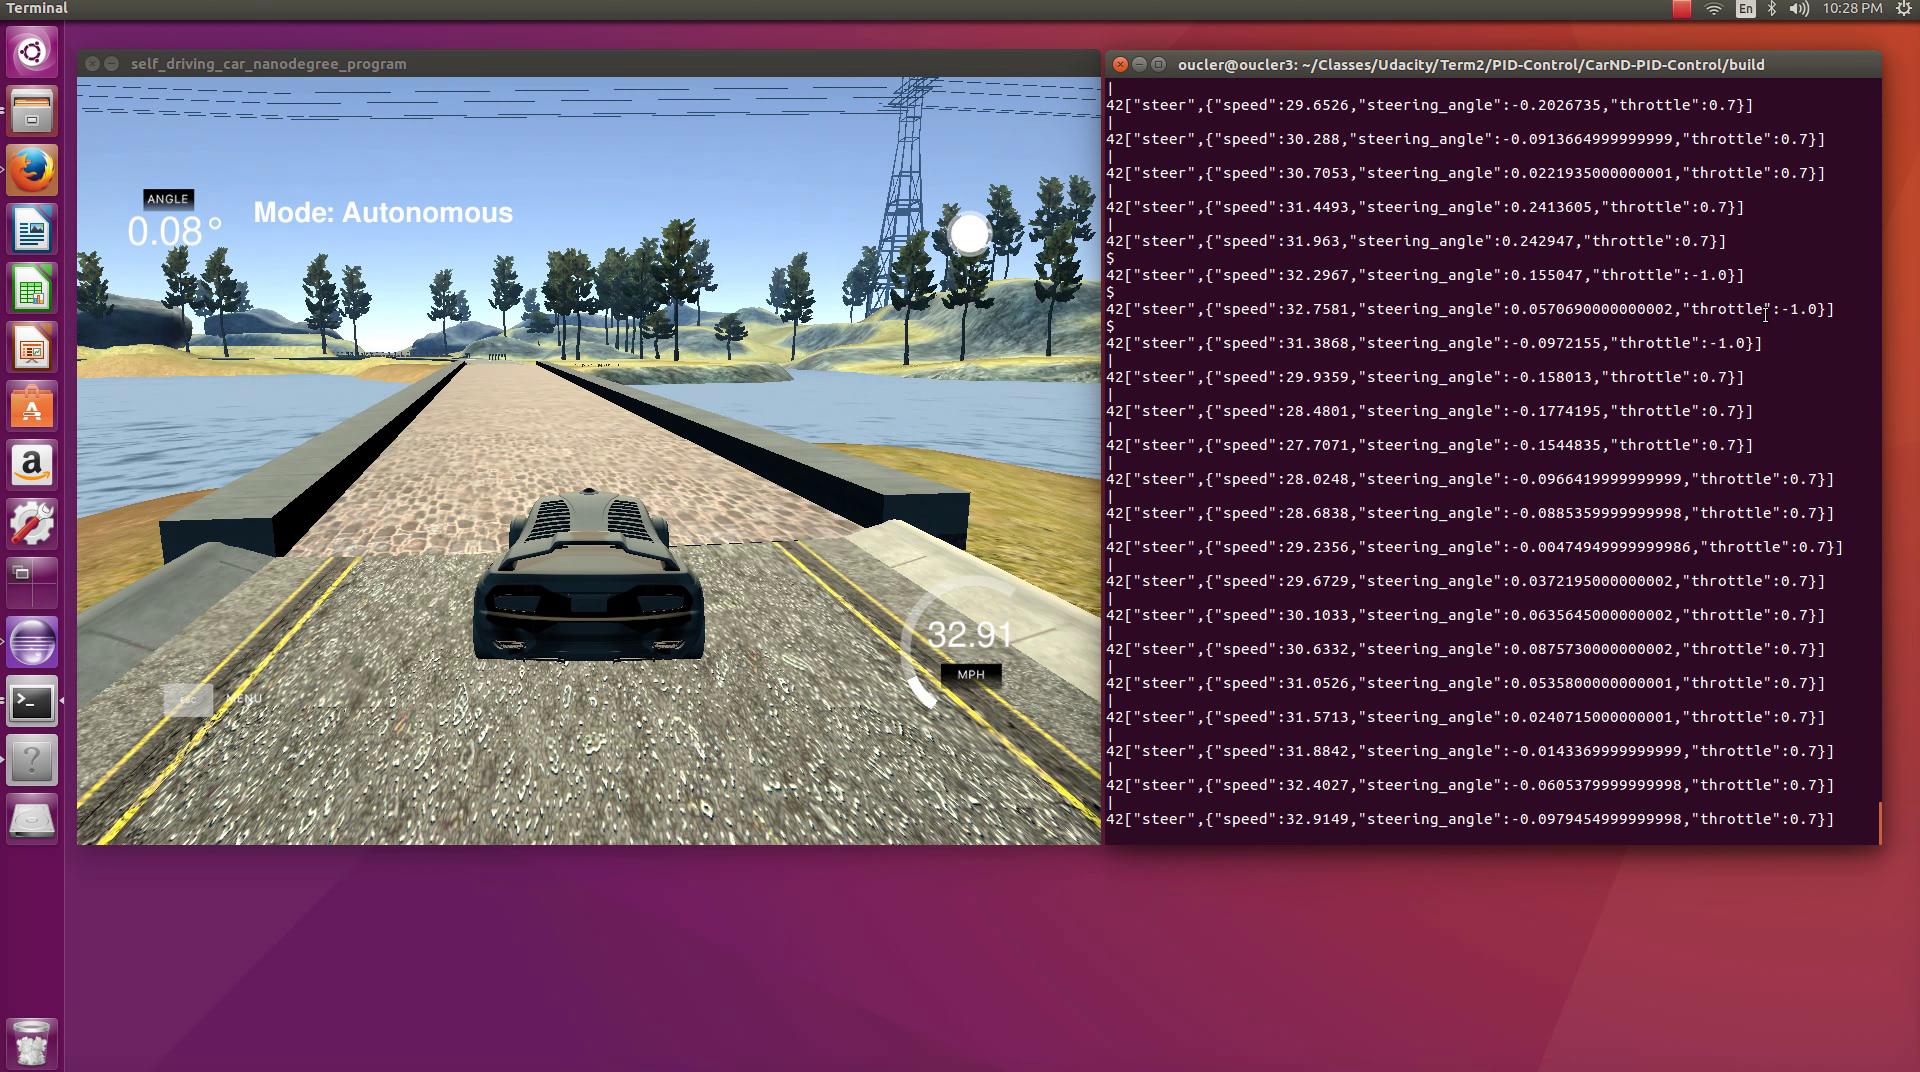 Terminal
En
10:28 PM
self_driving_car_nanodegree_program
ANGLE
0.08°
Mode: Autonomous
32.91
MPH
ESC
MENU
oucler@oucler3: ~/Classes/Udacity/Term2/PID-Control/CarND-PID-Control/build
|
42["steer",{"speed":29.6526,"steering_angle":-0.2026735,"throttle":0.7}]
|
42["steer",{"speed":30.288,"steering_angle":-0.0913664999999999,"throttle":0.7}]
|
42["steer",{"speed":30.7053,"steering_angle":0.0221935000000001,"throttle":0.7}]
|
42["steer",{"speed":31.4493,"steering_angle":0.2413605,"throttle":0.7}]
|
42["steer",{"speed":31.963,"steering_angle":0.242947,"throttle":0.7}]
$
42["steer",{"speed":32.2967,"steering_angle":0.155047,"throttle":-1.0}]
$
42["steer",{"speed":32.7581,"steering_angle":0.0570690000000002,"throttle":-1.0}]
$
42["steer",{"speed":31.3868,"steering_angle":-0.0972155,"throttle":-1.0}]
|
42["steer",{"speed":29.9359,"steering_angle":-0.158013,"throttle":0.7}]
|
42["steer",{"speed":28.4801,"steering_angle":-0.1774195,"throttle":0.7}]
|
42["steer",{"speed":27.7071,"steering_angle":-0.1544835,"throttle":0.7}]
|
42["steer",{"speed":28.0248,"steering_angle":-0.0966419999999999,"throttle":0.7}]
|
42["steer",{"speed":28.6838,"steering_angle":-0.0885359999999998,"throttle":0.7}]
|
42["steer",{"speed":29.2356,"steering_angle":-0.00474949999999986,"throttle":0.7}]
|
42["steer",{"speed":29.6729,"steering_angle":0.0372195000000002,"throttle":0.7}]
|
42["steer",{"speed":30.1033,"steering_angle":0.0635645000000002,"throttle":0.7}]
|
42["steer",{"speed":30.6332,"steering_angle":0.0875730000000002,"throttle":0.7}]
|
42["steer",{"speed":31.0526,"steering_angle":0.0535800000000001,"throttle":0.7}]
|
42["steer",{"speed":31.5713,"steering_angle":0.0240715000000001,"throttle":0.7}]
|
42["steer",{"speed":31.8842,"steering_angle":-0.0143369999999999,"throttle":0.7}]
|
42["steer",{"speed":32.4027,"steering_angle":-0.0605379999999998,"throttle":0.7}]
|
42["steer",{"speed":32.9149,"steering_angle":-0.0979454999999998,"throttle":0.7}]